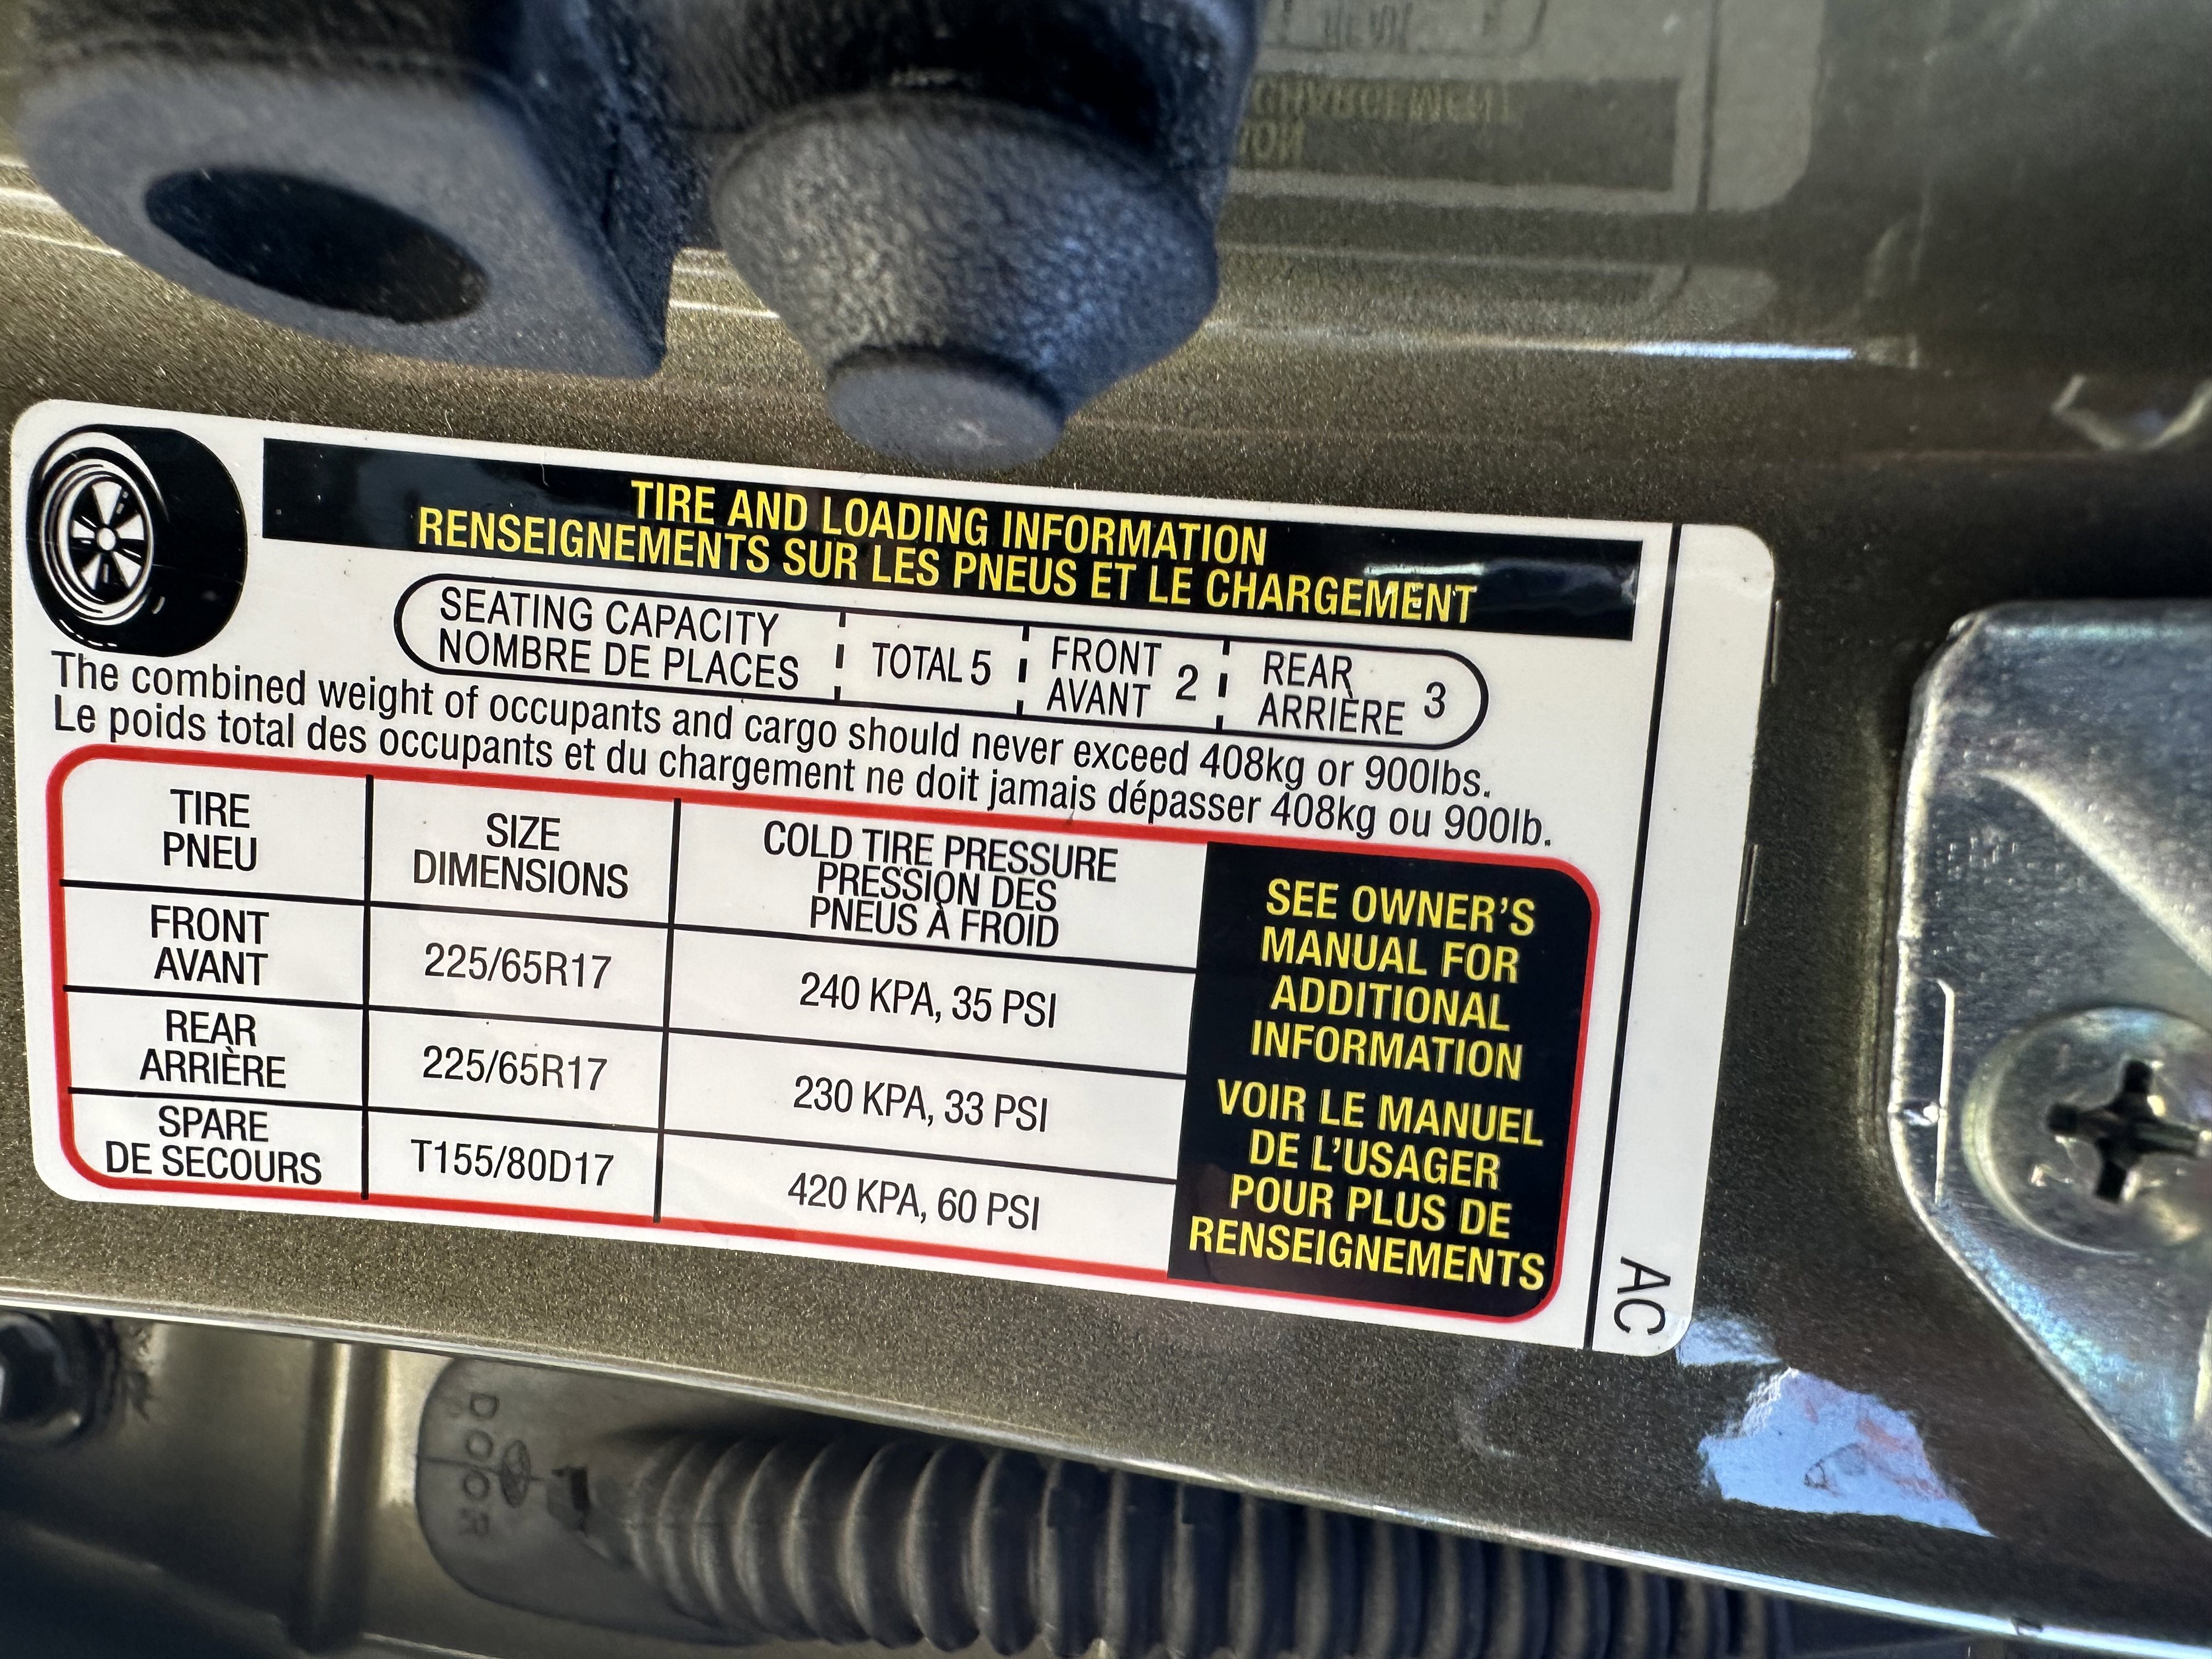 TIRE AND LOADING INFORMATION
RENSEIGNEMENTS SUR LES PNEUS ET LE CHARGEMENT
SEATING CAPACITY
NOMBRE DE PLACES
TOTAL 5
FRONT
AVANT
2
REAR
ARRIÈRE
3
The combined weight of occupants and cargo should never exceed 408kg or 900lbs.
Le poids total des occupants et du chargement ne doit jamais dépasser 408kg ou 900lb.
TIRE
PNEU
SIZE
DIMENSIONS
COLD TIRE PRESSURE
PRESSION DES
PNEUS À FROID
FRONT
AVANT
225/65R17
240 KPA, 35 PSI
REAR
ARRIÈRE
225/65R17
230 KPA, 33 PSI
SPARE
DE SECOURS
T155/80D17
420 KPA, 60 PSI
SEE OWNER'S
MANUAL FOR
ADDITIONAL
INFORMATION
VOIR LE MANUEL
DE L'USAGER
POUR PLUS DE
RENSEIGNEMENTS
AC
DOOR